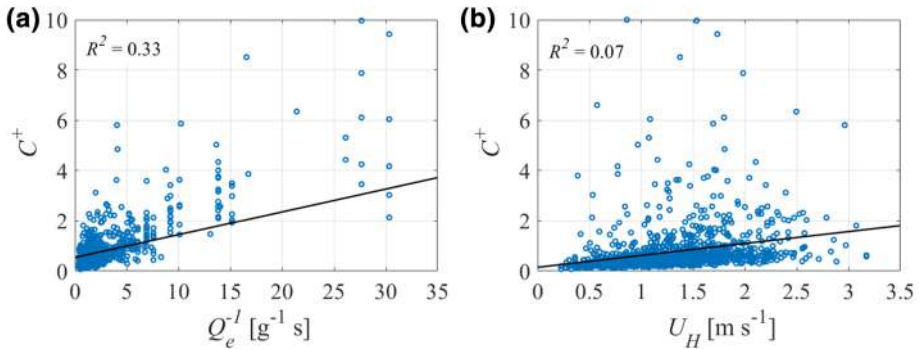 (a)
R² = 0.33
C⁺
10
8
6
4
2
0
0 5 10 15 20 25 30 35
Qₑ⁻¹ [g⁻¹ s]
(b)
R² = 0.07
C⁺
10
8
6
4
2
0
0 0.5 1 1.5 2 2.5 3 3.5
U_H [m s⁻¹]